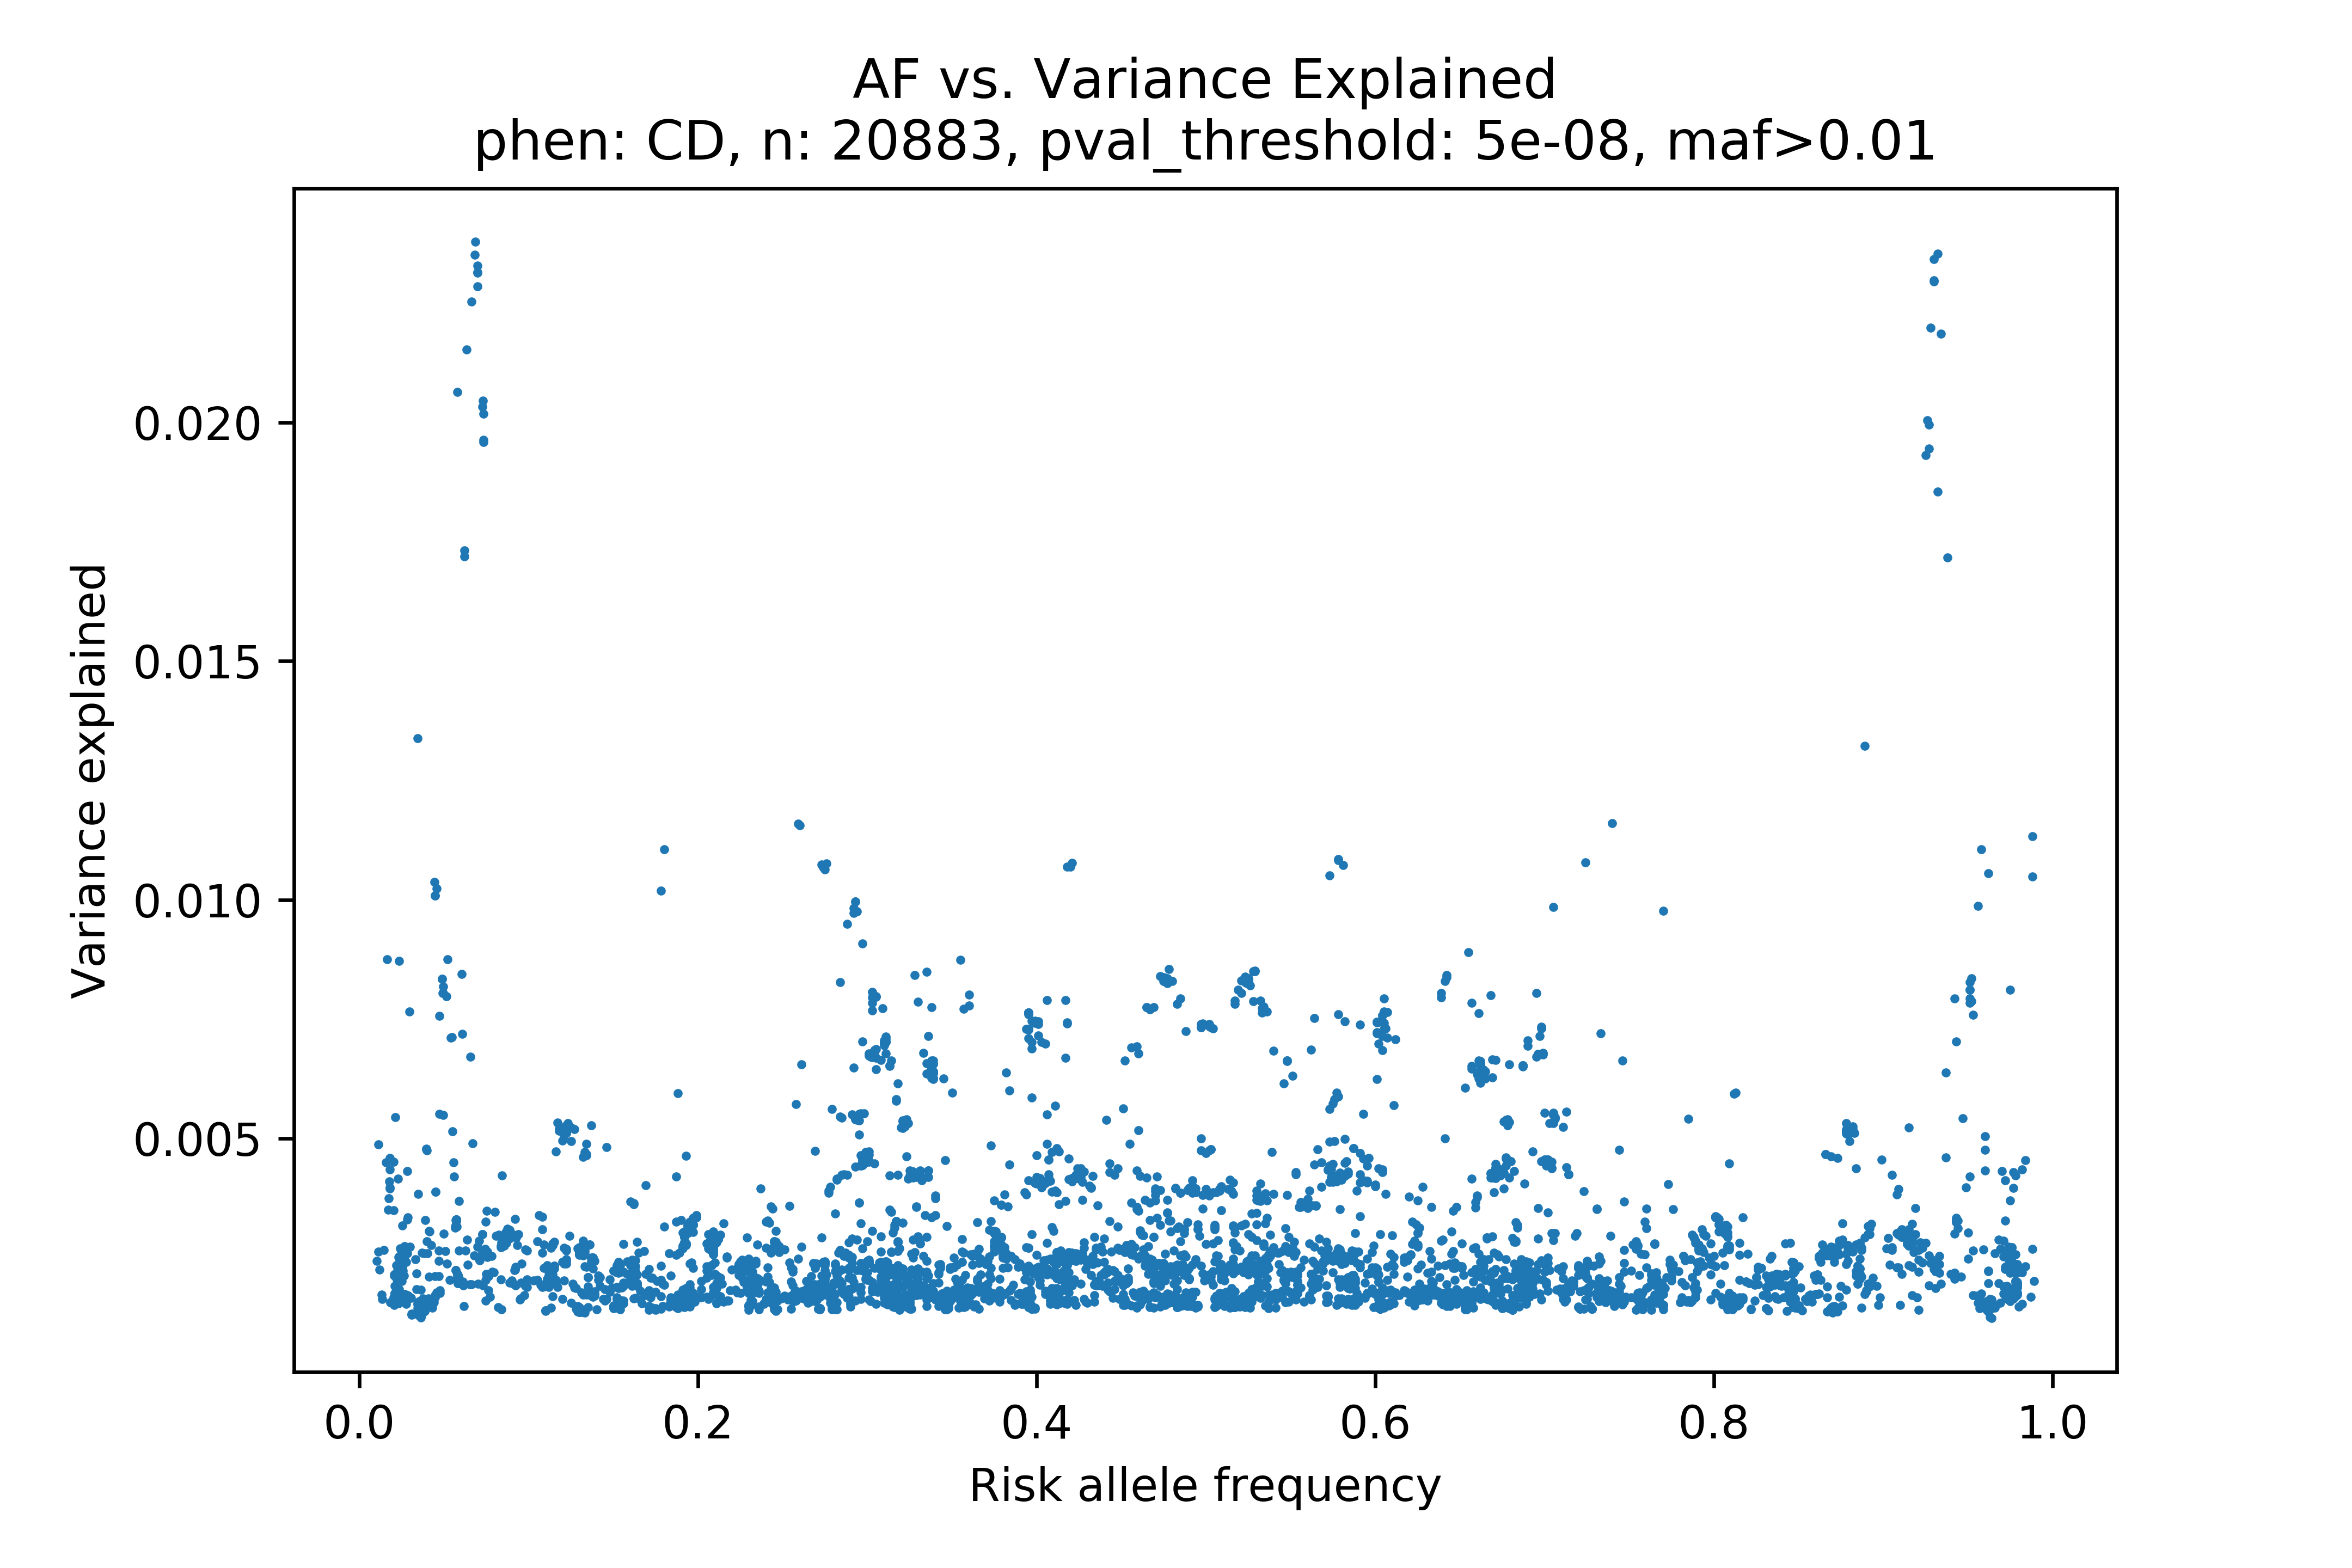 AF vs. Variance Explained
phen: CD, n: 20883, pval_threshold: 5e-08, maf>0.01
Variance explained
0.020
0.015
0.010
0.005
0.0 0.2 0.4 0.6 0.8 1.0
Risk allele frequency